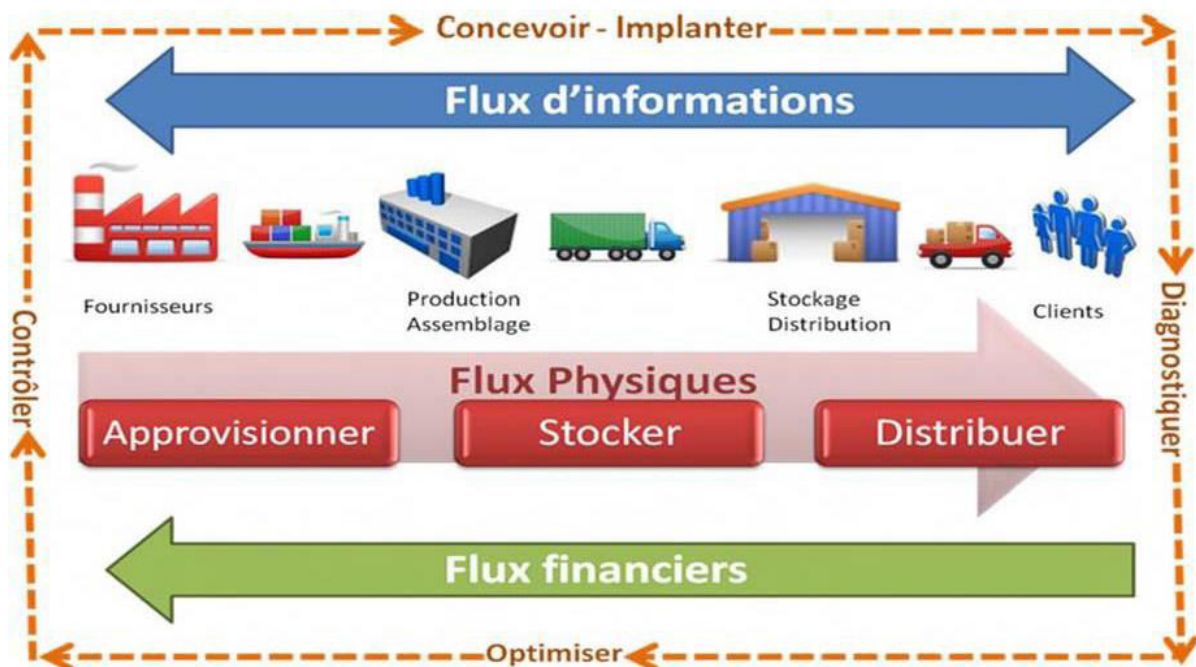 Concevoir - Implanter
Flux d'informations
Fournisseurs
Production
Assemblage
Stockage
Distribution
Clients
Contrôler
Diagnostiquer
Flux Physiques
Approvisionner
Stocker
Distribuer
Flux financiers
Optimiser